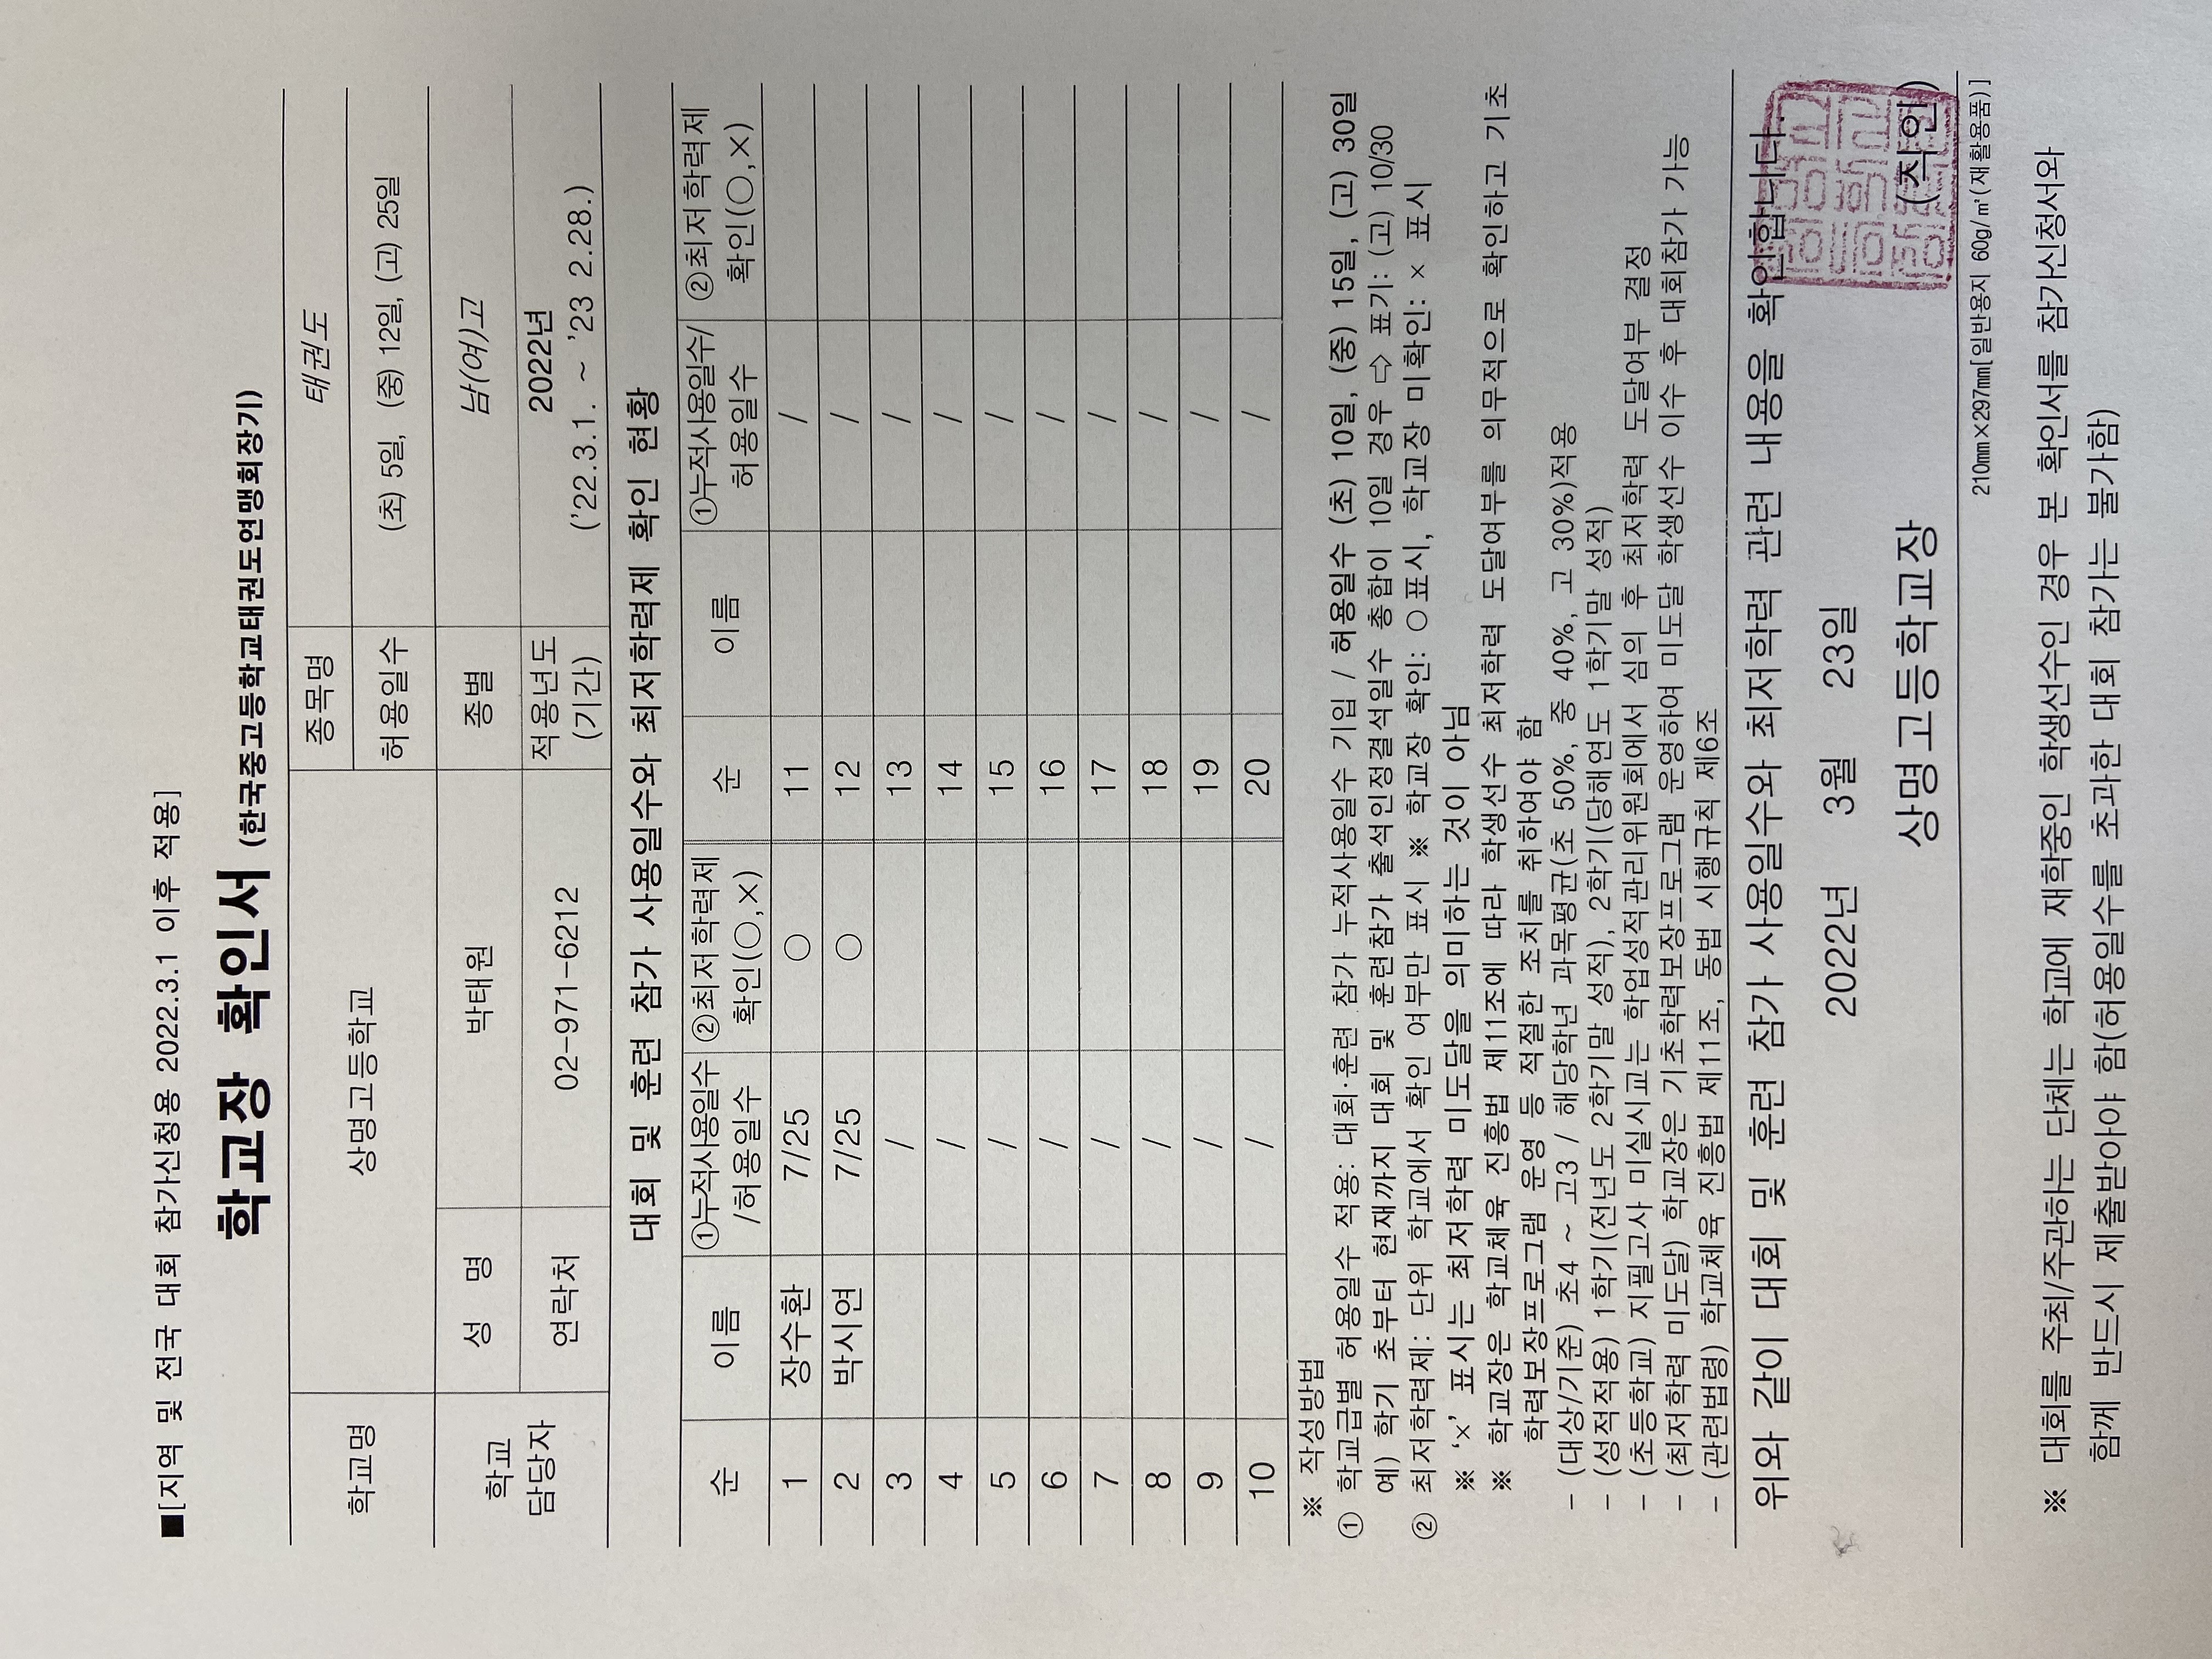 ■[지역 및 전국 대회 참가신청용 2022.3.1 이후 적용]
학교장 확인서 (한국중고등학교태권도연맹회장기)
학교명 상명고등학교 종목명 태권도
허용일수 (초) 5일, (중) 12일, (고) 25일
학교 담당자 성 명 박태원 종별 남(여)고
연락처 02-971-6212 적용년도 (기간) 2022년
('22.3.1. ~ '23 2.28.)
대회 및 훈련 참가 사용일수와 최저학력제 확인 현황
순 이름 ①누적사용일수 /허용일수 ②최저학력제 확인(○,×) 순 이름 ①누적사용일수/ 허용일수 ②최저학력제 확인(○,×)
1 장수환 7/25 ○ 11 /
2 박시연 7/25 ○ 12 /
3 / 13 /
4 / 14 /
5 / 15 /
6 / 16 /
7 / 17 /
8 / 18 /
9 / 19 /
10 / 20 /
※ 작성방법
① 학교급별 허용일수 적용: 대회·훈련 참가 누적사용일수 기입 / 허용일수 (초) 10일, (중) 15일, (고) 30일
예) 학기 초부터 현재까지 대회 및 훈련참가 출석인정결석일수 총합이 10일 경우 ⇨ 표기: (고) 10/30
② 최저학력제: 단위 학교에서 확인 여부만 표시 ※ 학교장 확인: ○표시, 학교장 미확인: × 표시
※ '×' 표시는 최저학력 미도달을 의미하는 것이 아님
※ 학교장은 학교체육 진흥법 제11조에 따라 학생선수 최저학력 도달여부를 의무적으로 확인하고 기초
학력보장프로그램 운영 등 적절한 조치를 취하여야 함
- (대상/기준) 초4 ~ 고3 / 해당학년 과목평균(초 50%, 중 40%, 고 30%)적용
- (성적적용) 1학기(전년도 2학기말 성적), 2학기(당해연도 1학기말 성적)
- (초등학교) 지필고사 미실시교는 학업성적관리위원회에서 심의 후 최저학력 도달여부 결정
- (최저학력 미도달) 학교장은 기초학력보장프로그램 운영하여 미도달 학생선수 이수 후 대회참가 가능
- (관련법령) 학교체육 진흥법 제11조, 동법 시행규칙 제6조
위와 같이 대회 및 훈련 참가 사용일수와 최저학력 관련 내용을 확인합니다.
2022년 3월 23일
상명고등학교장 (직인)
210㎜×297㎜[일반용지 60g/㎡(재활용품)]
※ 대회를 주최/주관하는 단체는 학교에 재학중인 학생선수인 경우 본 확인서를 참가신청서와
함께 반드시 제출받아야 함(허용일수를 초과한 대회 참가는 불가함)